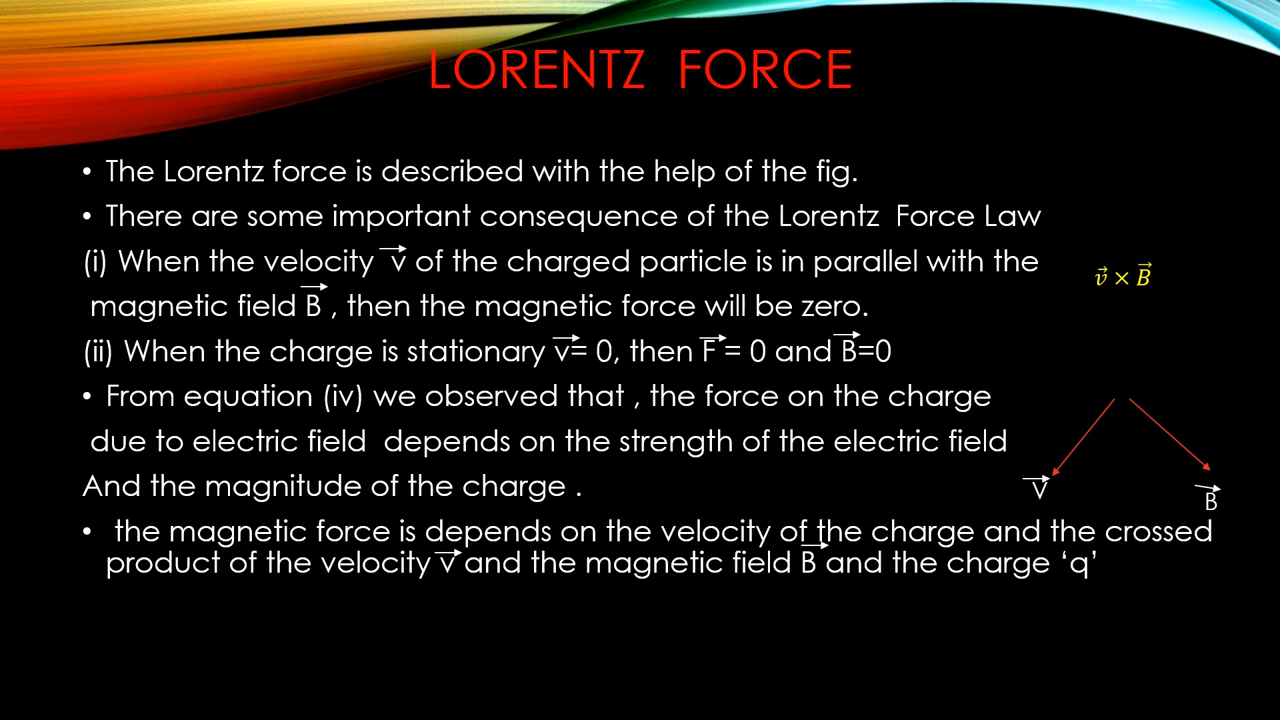 LORENTZ FORCE
• The Lorentz force is described with the help of the fig.
• There are some important consequence of the Lorentz Force Law
(i) When the velocity v⃗ of the charged particle is in parallel with the
magnetic field B⃗ , then the magnetic force will be zero.
(ii) When the charge is stationary v⃗= 0, then F⃗ = 0 and B⃗=0
• From equation (iv) we observed that , the force on the charge
due to electric field depends on the strength of the electric field
And the magnitude of the charge .
• the magnetic force is depends on the velocity of the charge and the crossed
product of the velocity v⃗ and the magnetic field B⃗ and the charge ‘q’
v⃗ × B⃗
v⃗
B⃗